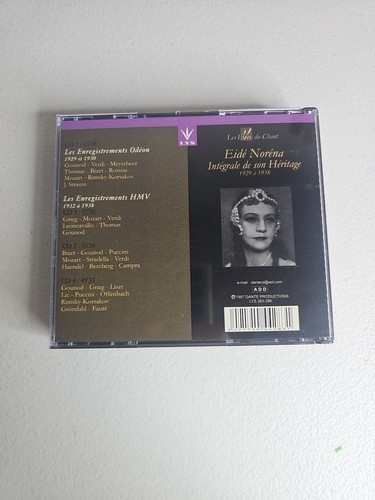 LYS
Les Enregistrements Odéon
1929 et 1930
Gounod - Verdi - Meyerbeer
Thomas - Bizet - Rossini
Mozart - Rimsky-Korsakov
J. Strauss
Les Enregistrements HMV
1932 à 1938
Grieg - Mozart - Verdi
Leoncavallo - Thomas
Gounod
Bizet - Gounod - Puccini
Mozart - Stradella - Verdi
Haendel - Bemberg - Campra
Gounod - Grieg - Liszt
Lie - Puccini - Offenbach
Rimsky-Korsakov
Gröndahl - Fauré
Les du Chant
Eidé Noréna
Intégrale de son Héritage
1929 à 1938
ADD
1997 DANTE PRODUCTIONS